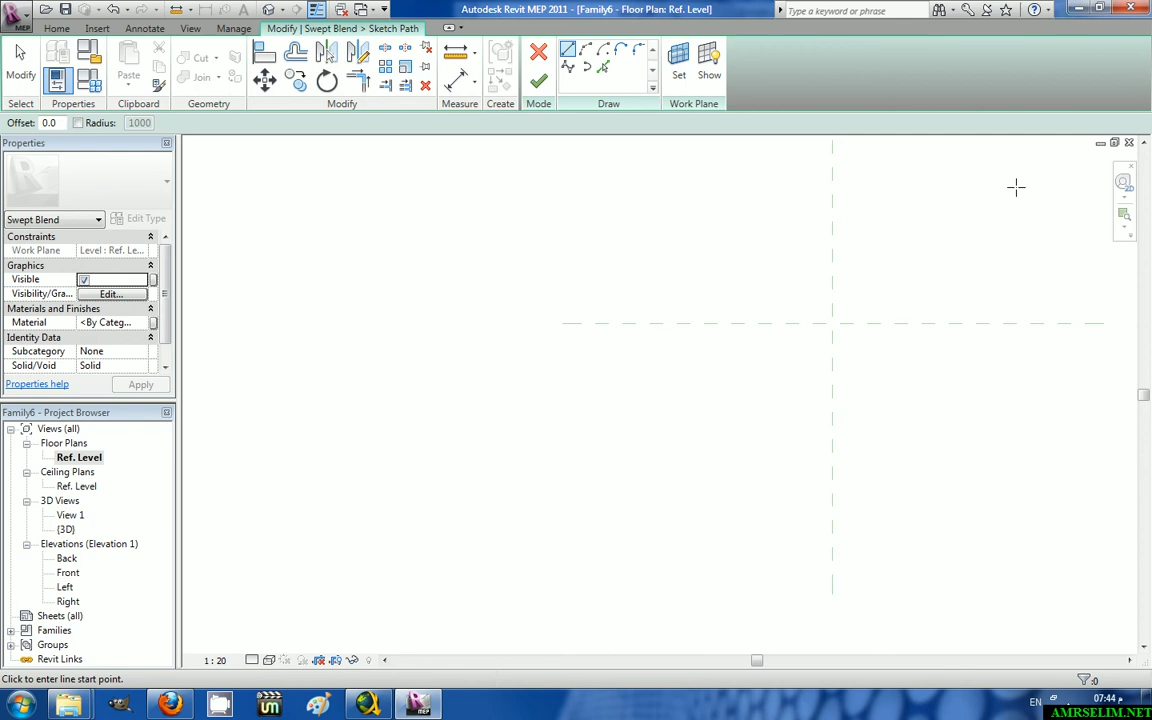 Autodesk Revit MEP 2011 - [Family6 - Floor Plan: Ref. Level]
Type a keyword or phrase
MEP
Home
Insert
Annotate
View
Manage
Modify | Swept Blend > Sketch Path
Modify
Paste
Cut
Join
Set
Show
Select
Properties
Clipboard
Geometry
Modify
Measure
Create
Mode
Draw
Work Plane
Offset: 0.0
Radius: 1000
Properties
Swept Blend
Edit Type
Constraints
Work Plane Level : Ref. Le...
Graphics
Visible
Visibility/Gra... Edit...
Materials and Finishes
Material <By Categ...
Identity Data
Subcategory None
Solid/Void Solid
Properties help
Apply
Family6 - Project Browser
Views (all)
Floor Plans
Ref. Level
Ceiling Plans
Ref. Level
3D Views
View 1
{3D}
Elevations (Elevation 1)
Back
Front
Left
Right
Sheets (all)
Families
Groups
Revit Links
2D
1 : 20
Click to enter line start point.
:0
EN
07:44 م
AMRSELIM.NET